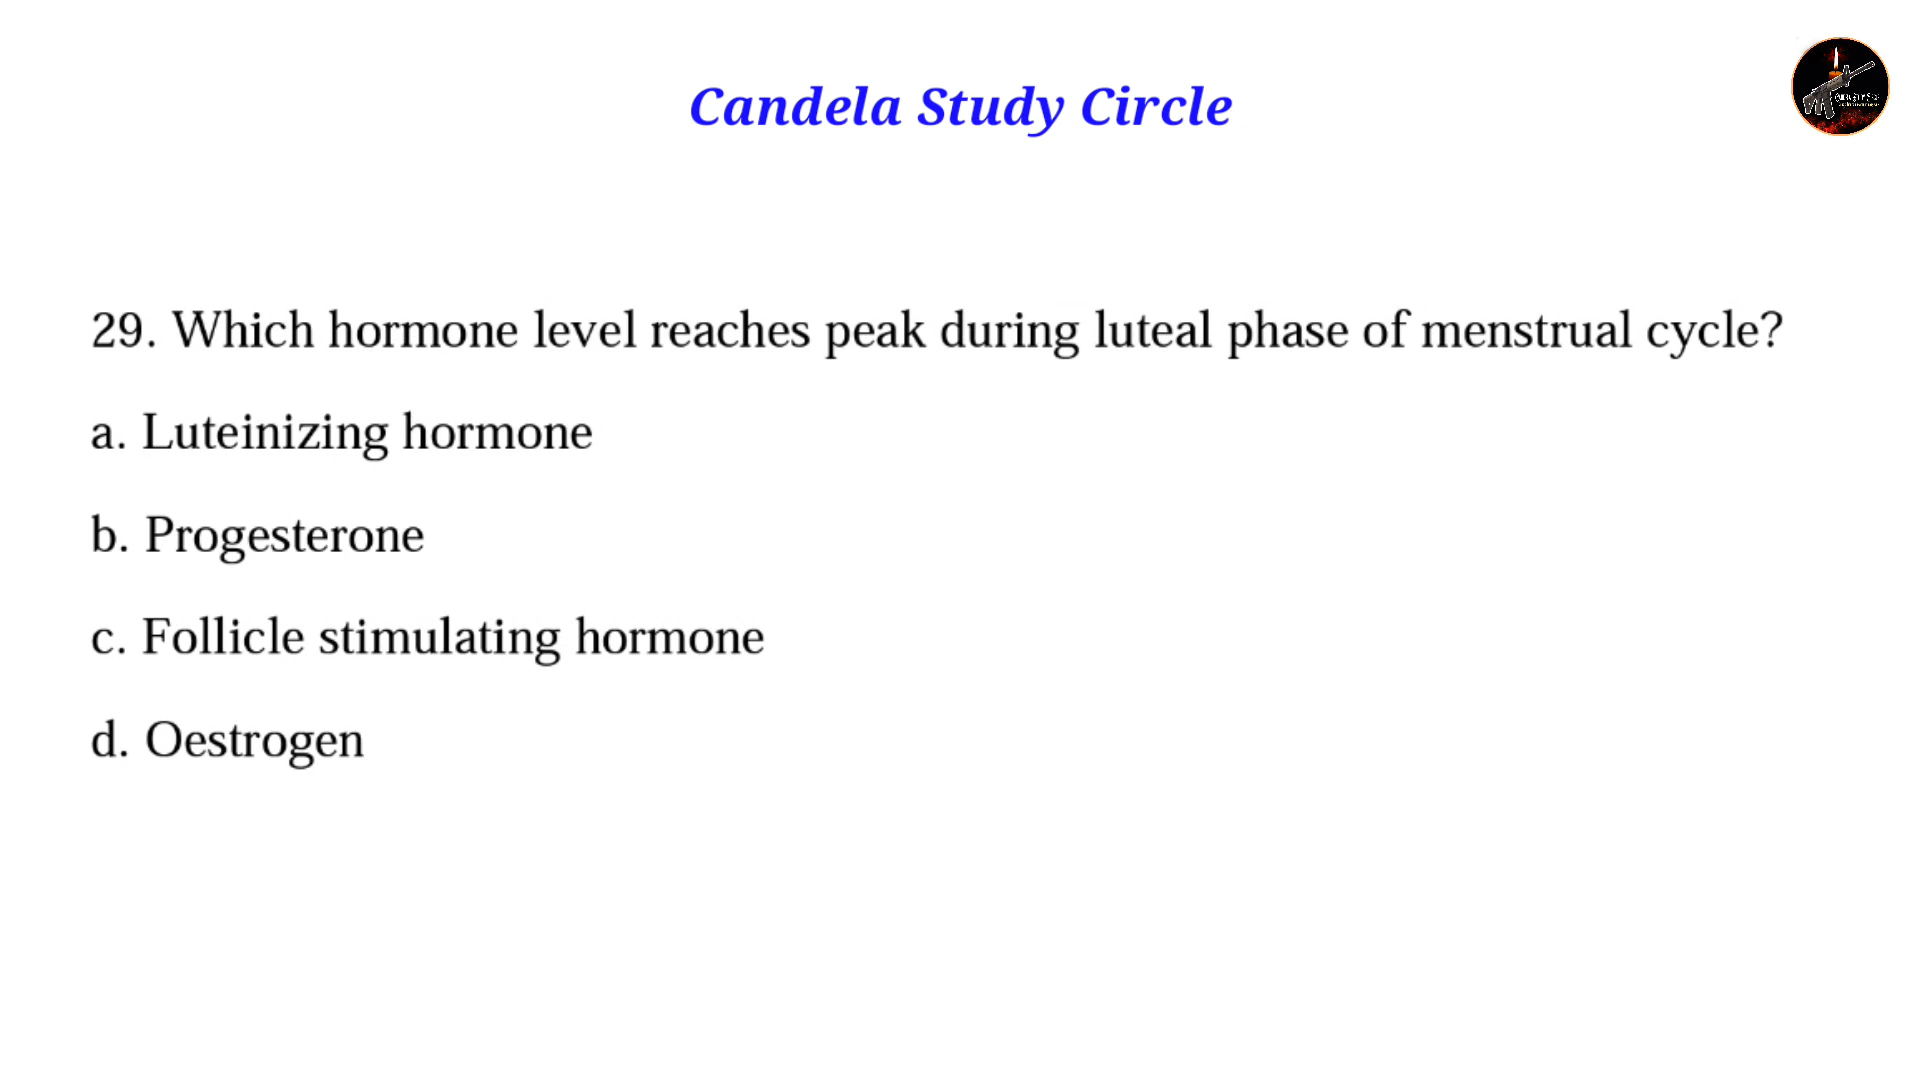 Candela Study Circle
29. Which hormone level reaches peak during luteal phase of menstrual cycle?
a. Luteinizing hormone
b. Progesterone
c. Follicle stimulating hormone
d. Oestrogen